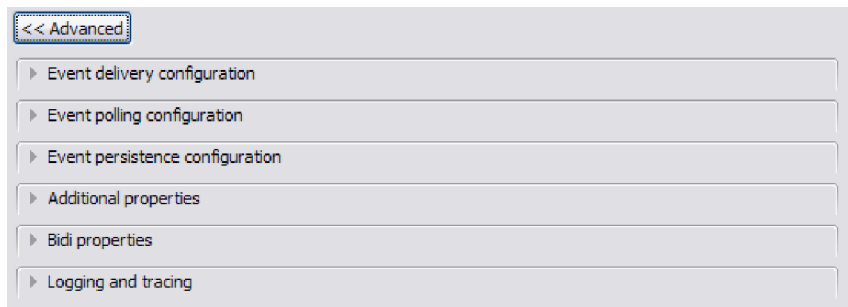 << Advanced
Event delivery configuration
Event polling configuration
Event persistence configuration
Additional properties
Bidi properties
Logging and tracing